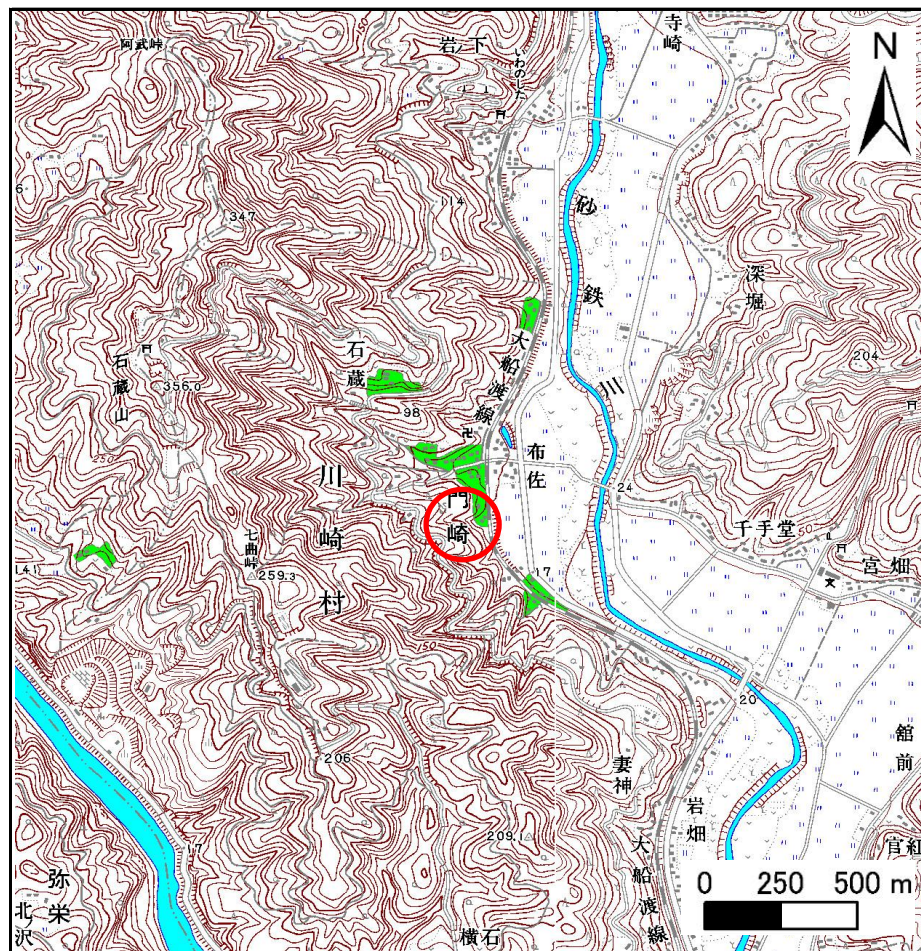 寺崎
岩ノ下
阿武峠
いわのした
N
砂鉄川
347
114
深堀
204
大船渡線
石蔵
石蔵山
356.0
98
布佐
川崎村
門崎
24
千手堂
宮畑
七曲峠
259.3
141
17
150
20
舘前
206
妻神
岩畑
209.1
17
官紅
大船渡線
弥栄
北沢
横石
0 250 500 m